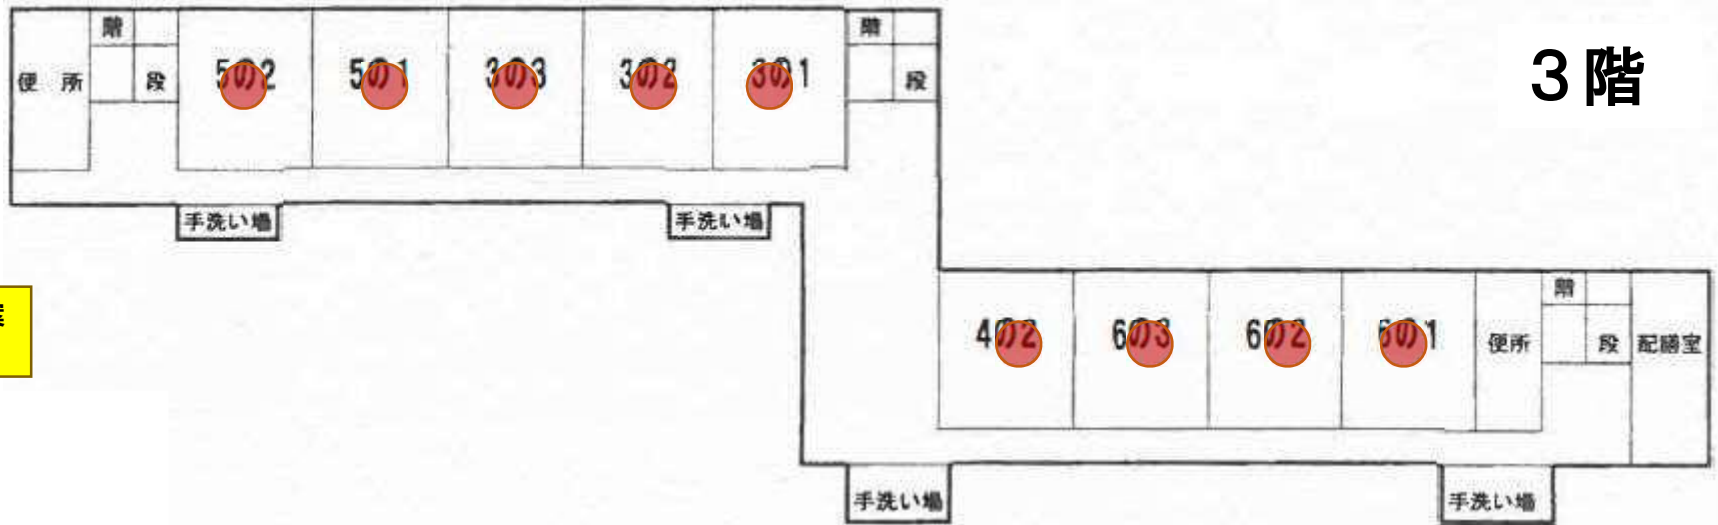 3階
階
便所
段
5の2
5の1
3の3
3の2
3の1
階
段
手洗い場
手洗い場
4の2
6の3
6の2
6の1
便所
階
段
配膳室
手洗い場
手洗い場